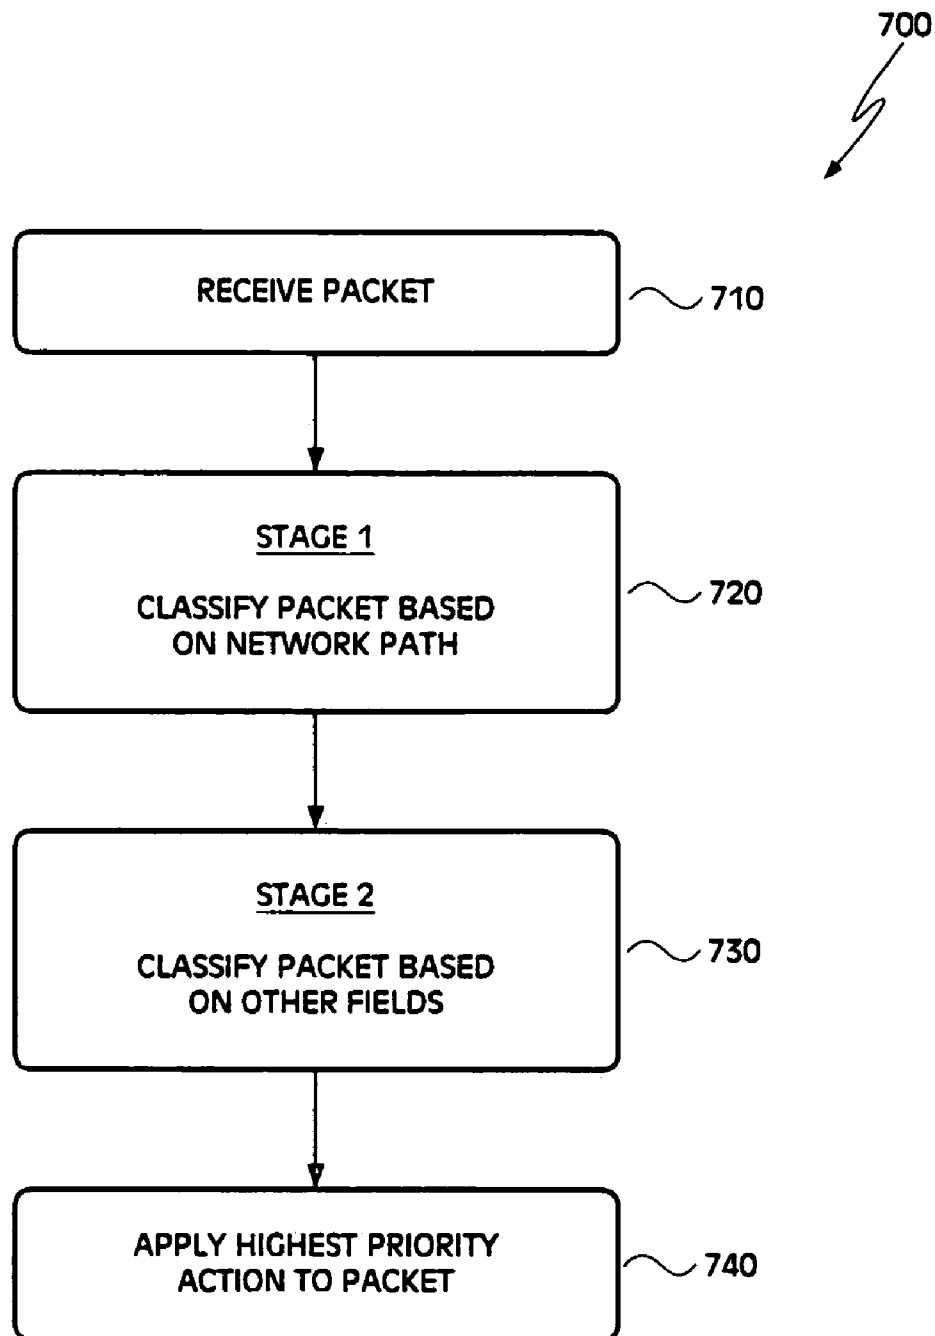 700
RECEIVE PACKET
710
STAGE 1
CLASSIFY PACKET BASED
ON NETWORK PATH
720
STAGE 2
CLASSIFY PACKET BASED
ON OTHER FIELDS
730
APPLY HIGHEST PRIORITY
ACTION TO PACKET
740